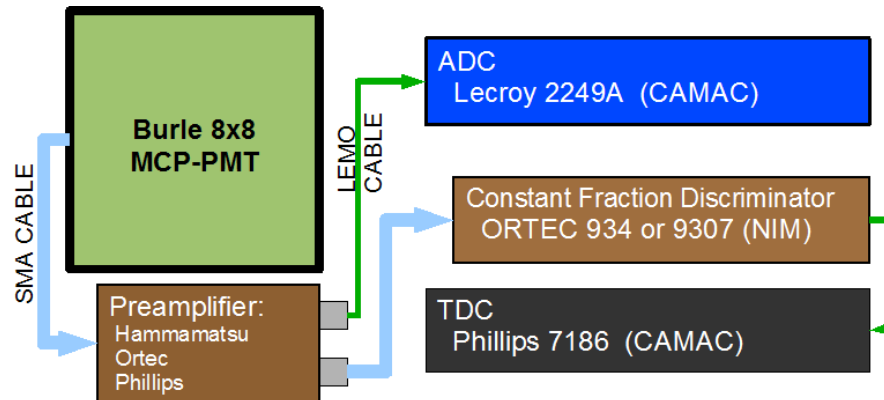 Burle 8x8
MCP-PMT
SMA CABLE
LEMO
CABLE
ADC
Lecroy 2249A (CAMAC)
Constant Fraction Discriminator
ORTEC 934 or 9307 (NIM)
Preamplifier:
Hammamatsu
Ortec
Phillips
TDC
Phillips 7186 (CAMAC)